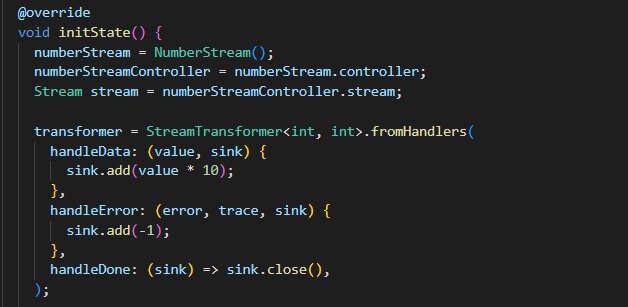 @override
void initState() {
  numberStream = NumberStream();
  numberStreamController = numberStream.controller;
  Stream stream = numberStreamController.stream;

  transformer = StreamTransformer<int, int>.fromHandlers(
    handleData: (value, sink) {
      sink.add(value * 10);
    },
    handleError: (error, trace, sink) {
      sink.add(-1);
    },
    handleDone: (sink) => sink.close(),
  );